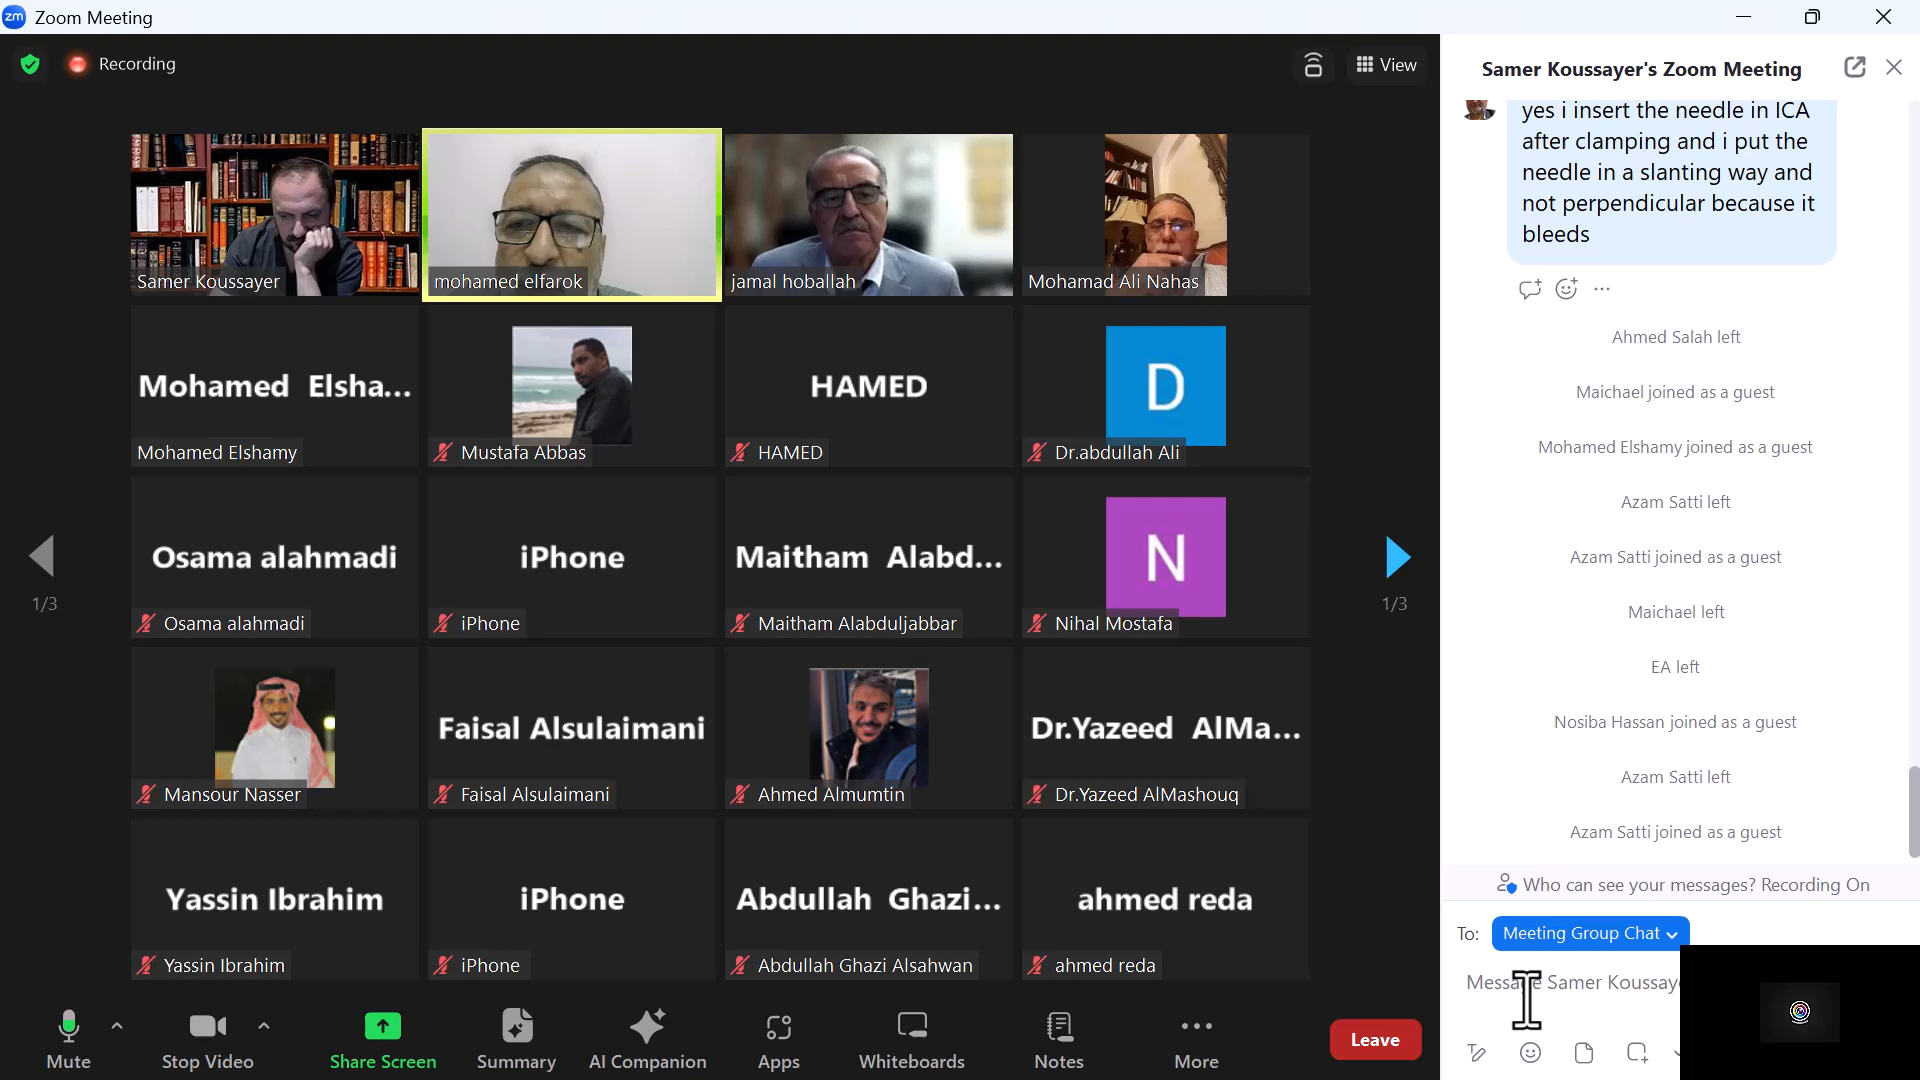 zm Zoom Meeting
Recording
View
Samer Koussayer
mohamed elfarok
jamal hoballah
Mohamad Ali Nahas
Mohamed Elsha...
Mohamed Elshamy
Mustafa Abbas
HAMED
HAMED
D
Dr.abdullah Ali
Osama alahmadi
Osama alahmadi
iPhone
iPhone
Maitham Alabd...
Maitham Alabduljabbar
N
Nihal Mostafa
Mansour Nasser
Faisal Alsulaimani
Faisal Alsulaimani
Ahmed Almumtin
Dr.Yazeed AlMa...
Dr.Yazeed AlMashouq
Yassin Ibrahim
Yassin Ibrahim
iPhone
iPhone
Abdullah Ghazi...
Abdullah Ghazi Alsahwan
ahmed reda
ahmed reda
1/3
1/3
Mute
Stop Video
Share Screen
Summary
AI Companion
Apps
Whiteboards
Notes
More
Leave
Samer Koussayer's Zoom Meeting
yes i insert the needle in ICA
after clamping and i put the
needle in a slanting way and
not perpendicular because it
bleeds
Ahmed Salah left
Maichael joined as a guest
Mohamed Elshamy joined as a guest
Azam Satti left
Azam Satti joined as a guest
Maichael left
EA left
Nosiba Hassan joined as a guest
Azam Satti left
Azam Satti joined as a guest
Who can see your messages? Recording On
To: Meeting Group Chat
Message Samer Koussay